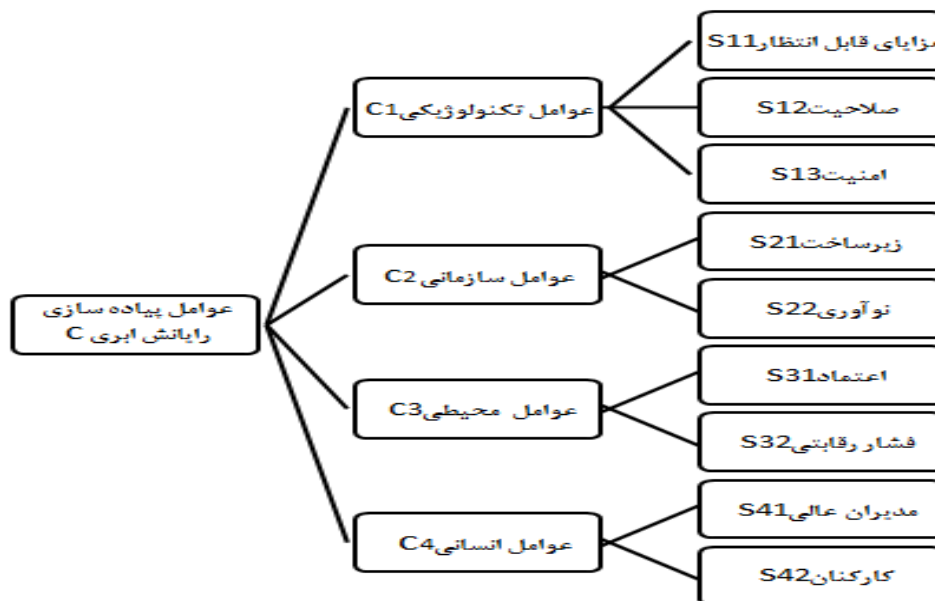 مزایای قابل انتظارS11
عوامل تکنولوژیکیC1
صلاحیتS12
امنیتS13
زیرساختS21
عوامل سازمانی C2
نوآوریS22
عوامل پیاده سازی
رایانش ابری C
اعتمادS31
عوامل محیطیC3
فشار رقابتیS32
مدیران عالیS41
عوامل انسانیC4
کارکنانS42